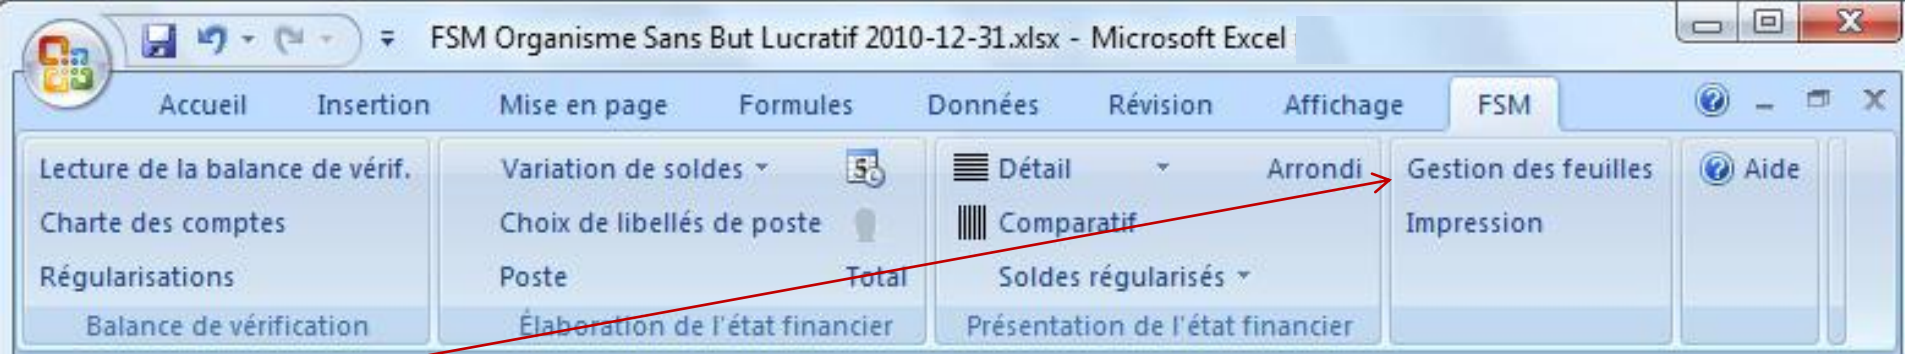 FSM Organisme Sans But Lucratif 2010-12-31.xlsx - Microsoft Excel
Accueil Insertion Mise en page Formules Données Révision Affichage FSM
Lecture de la balance de vérif. Variation de soldes Détail Arrondi Gestion des feuilles Aide
Charte des comptes Choix de libellés de poste Comparatif Impression
Régularisations Poste Total Soldes régularisés
Balance de vérification Élaboration de l'état financier Présentation de l'état financier